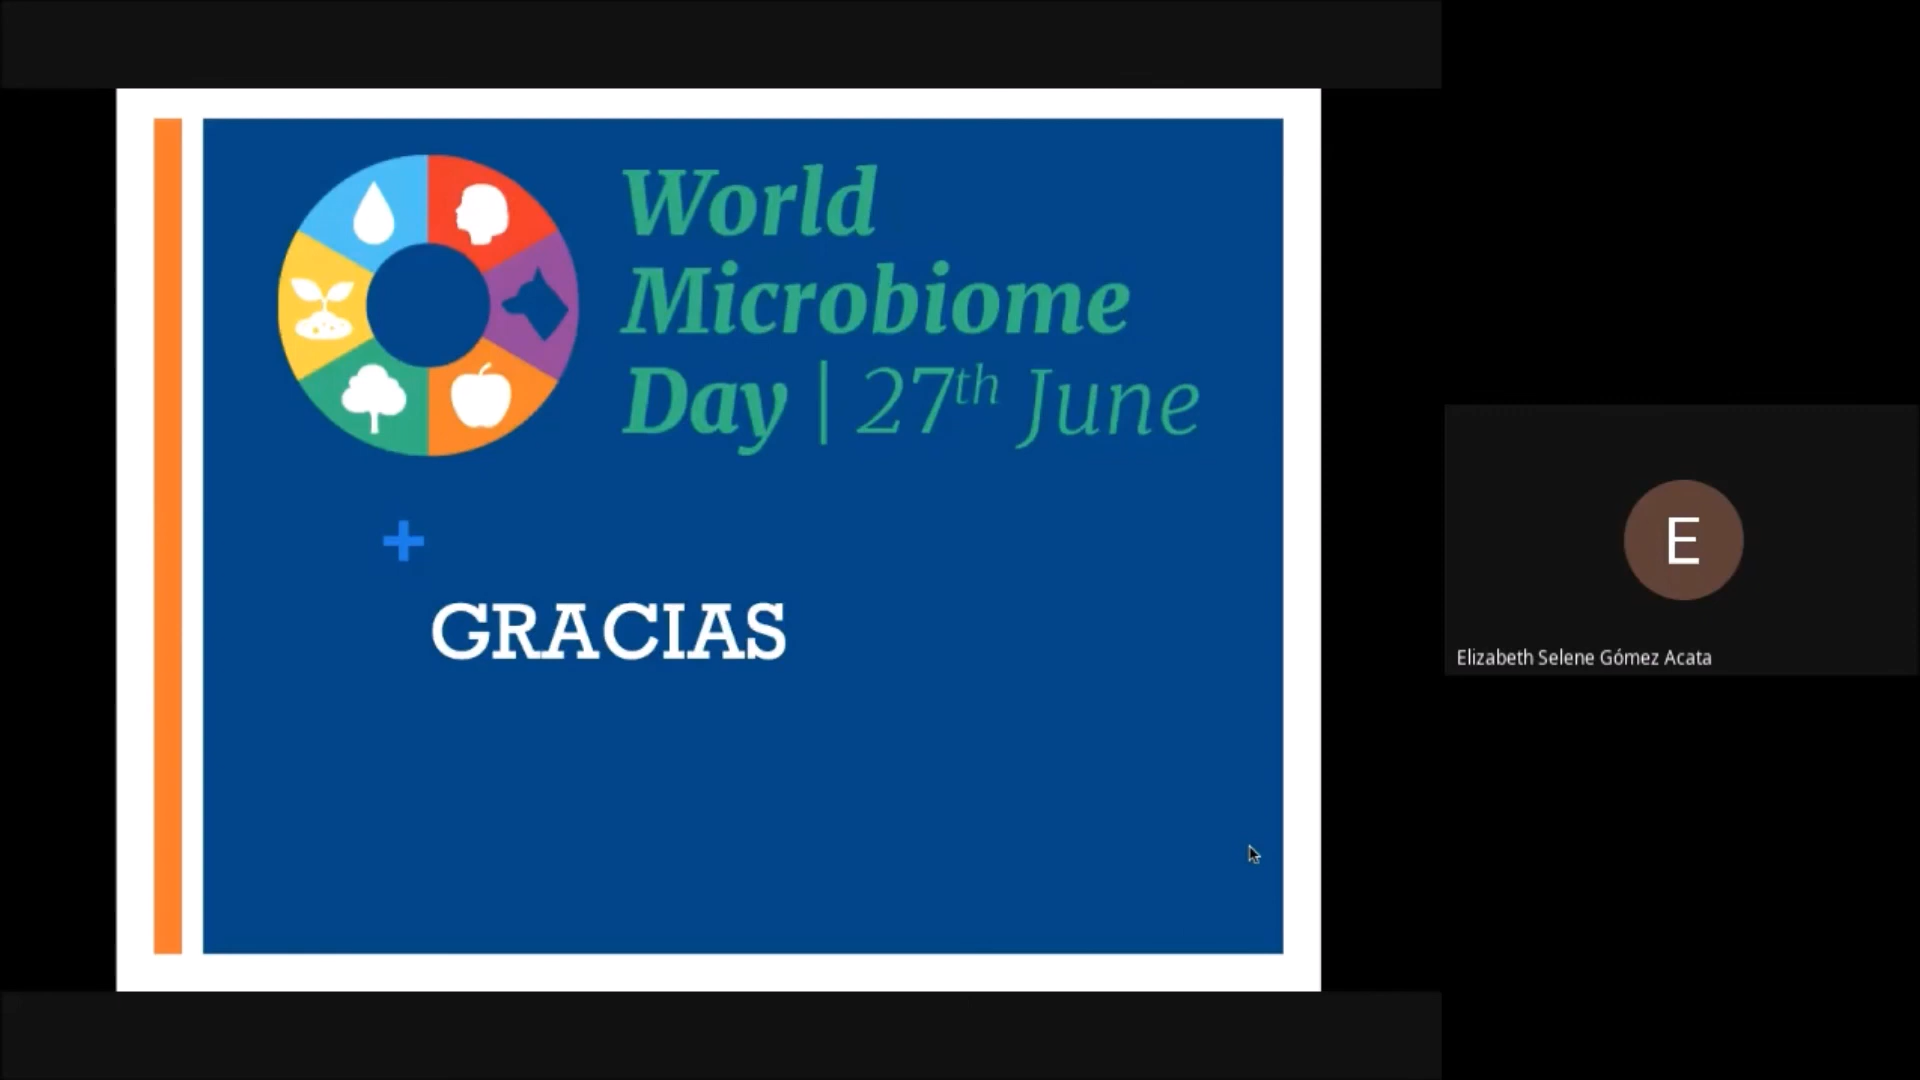 World
Microbiome
Day | 27th June
+
GRACIAS
E
Elizabeth Selene Gómez Acata